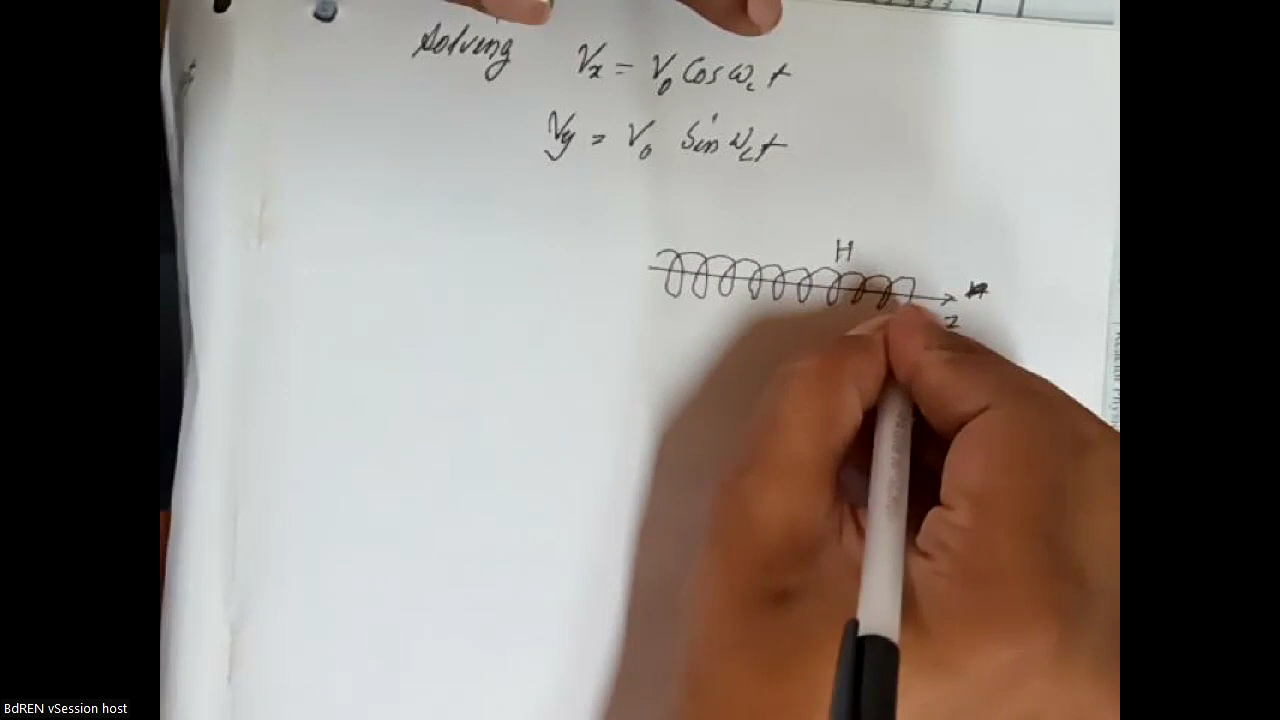 Solving Vx = V0 Cos ωc t
Vy = V0 Sin ωc t
H
z
BdREN vSession host